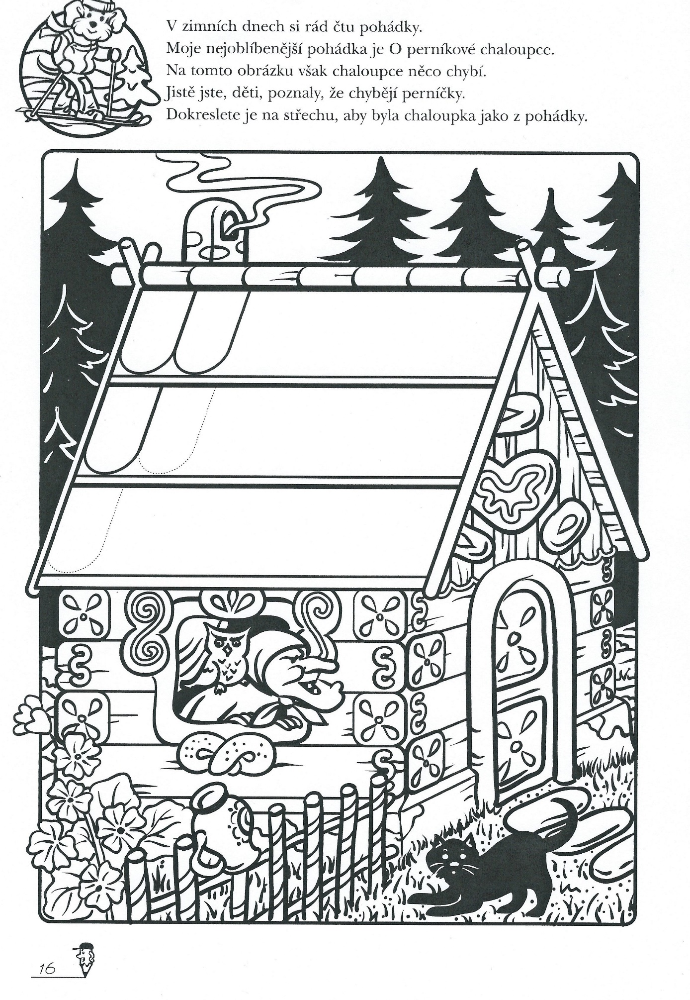 V zimních dnech si rád čtu pohádky.
Moje nejoblíbenější pohádka je O perníkové chaloupce.
Na tomto obrázku však chaloupce něco chybí.
Jistě jste, děti, poznaly, že chybějí perníčky.
Dokreslete je na střechu, aby byla chaloupka jako z pohádky.
16